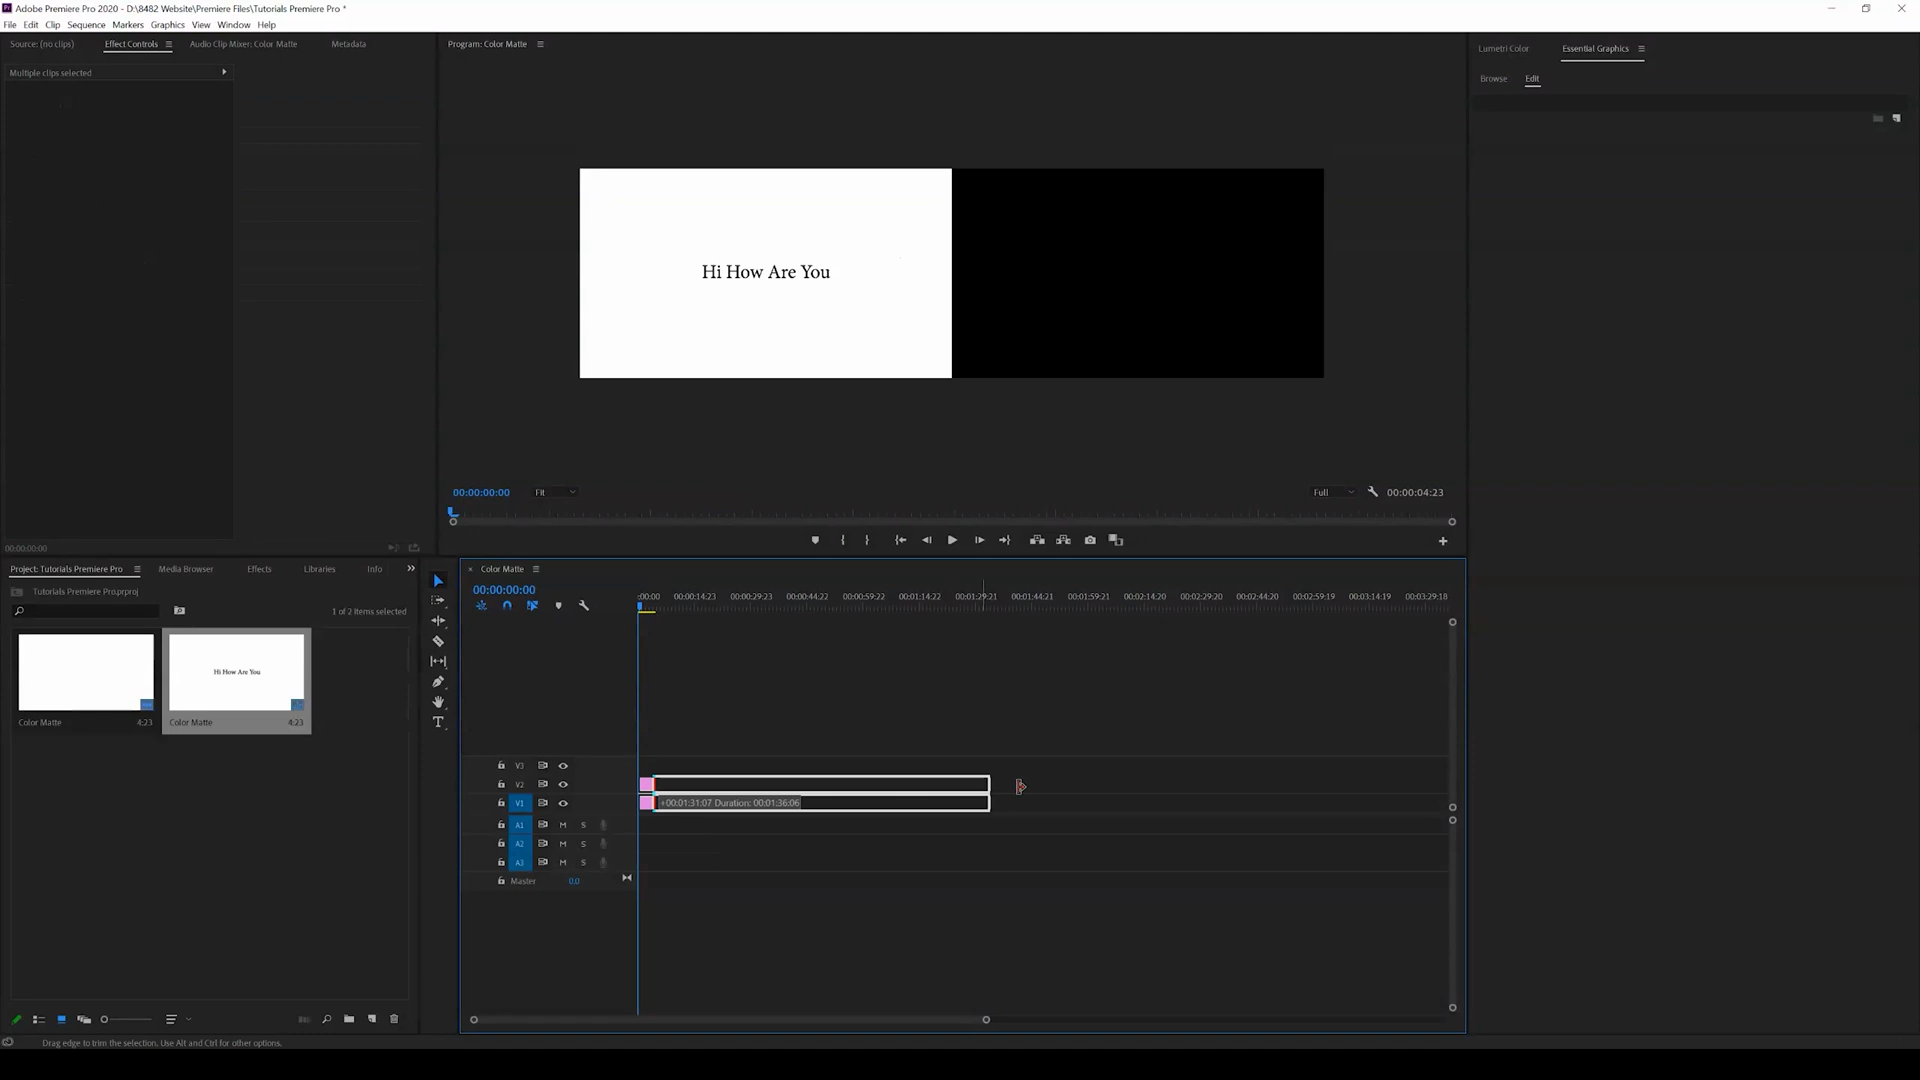 Adobe Premiere Pro 2020 - D:\8482 Website\Premiere Files\Tutorials Premiere Pro *
File Edit Clip Sequence Markers Graphics View Window Help
Source: (no clips) Effect Controls Audio Clip Mixer: Color Matte Metadata
Program: Color Matte
Lumetri Color Essential Graphics
Multiple clips selected
Browse Edit
Hi How Are You
00:00:00:00 Fit Full 00:00:04:23
00:00:00:00
Project: Tutorials Premiere Pro Media Browser Effects Libraries Info
Color Matte
Tutorials Premiere Pro.prproj
1 of 2 Items selected
00:00:00:00
:00:00 00:00:14:23 00:00:29:23 00:00:44:22 00:00:59:22 00:01:14:22 00:01:29:21 00:01:44:21 00:01:59:21 00:02:14:20 00:02:29:20 00:02:44:20 00:02:59:19 00:03:14:19 00:03:29:18
Hi How Are You
Color Matte 4:23 Color Matte 4:23
V3
V2
V1
+00:01:31:07 Duration: 00:01:36:06
A1 M S
A2 M S
A3 M S
Master 0.0
Drag edge to trim the selection. Use Alt and Ctrl for other options.